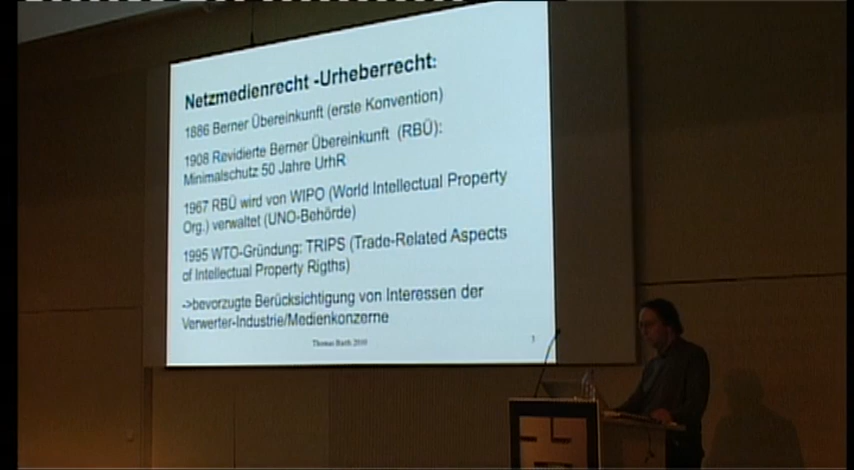 Netzmedienrecht -Urheberrecht:
1886 Berner Übereinkunft (erste Konvention)
1908 Revidierte Berner Übereinkunft (RBÜ):
Minimalschutz 50 Jahre UrhR
1967 RBÜ wird von WIPO (World Intellectual Property
Org.) verwaltet (UNO-Behörde)
1995 WTO-Gründung: TRIPS (Trade-Related Aspects
of Intellectual Property Rigths)
->bevorzugte Berücksichtigung von Interessen der
Verwerter-Industrie/Medienkonzerne
Thomas Barth 2010